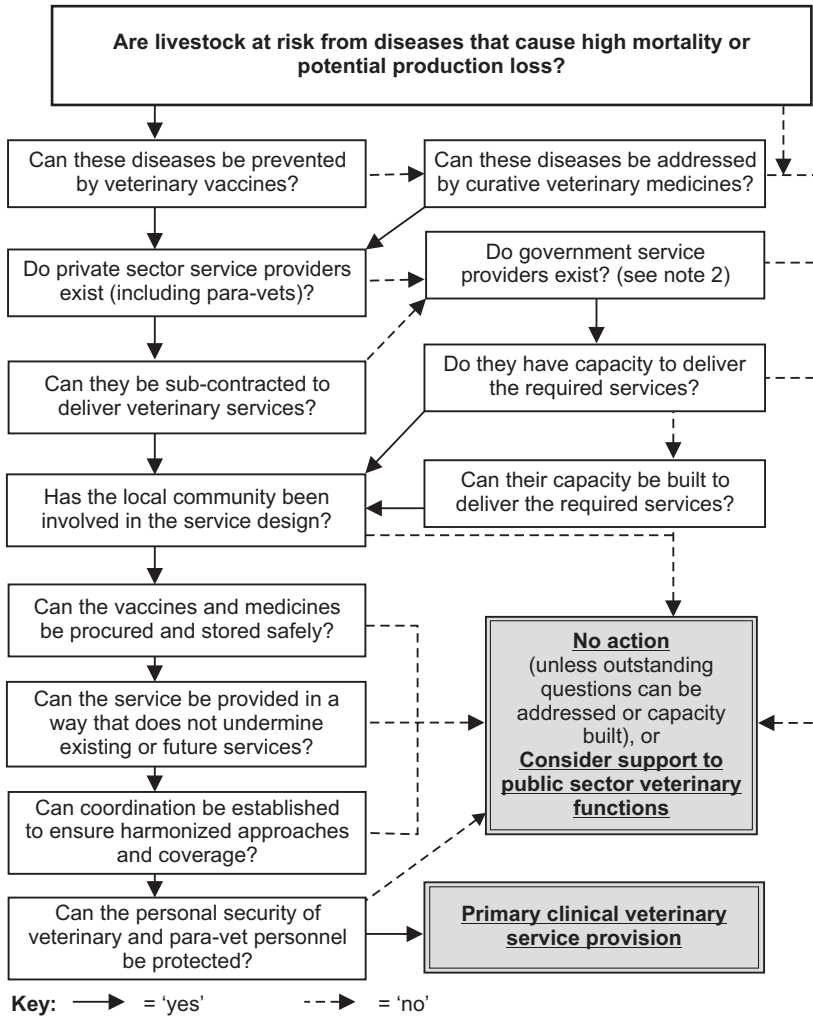 Are livestock at risk from diseases that cause high mortality or
potential production loss?
Can these diseases be prevented
by veterinary vaccines?
Can these diseases be addressed
by curative veterinary medicines?
Do private sector service providers
exist (including para-vets)?
Do government service
providers exist? (see note 2)
Can they be sub-contracted to
deliver veterinary services?
Do they have capacity to deliver
the required services?
Has the local community been
involved in the service design?
Can their capacity be built to
deliver the required services?
Can the vaccines and medicines
be procured and stored safely?
No action
(unless outstanding
questions can be
addressed or capacity
built), or
Consider support to
public sector veterinary
functions
Can the service be provided in a
way that does not undermine
existing or future services?
Can coordination be established
to ensure harmonized approaches
and coverage?
Can the personal security of
veterinary and para-vet personnel
be protected?
Primary clinical veterinary
service provision
Key: = ‘yes’ = ‘no’